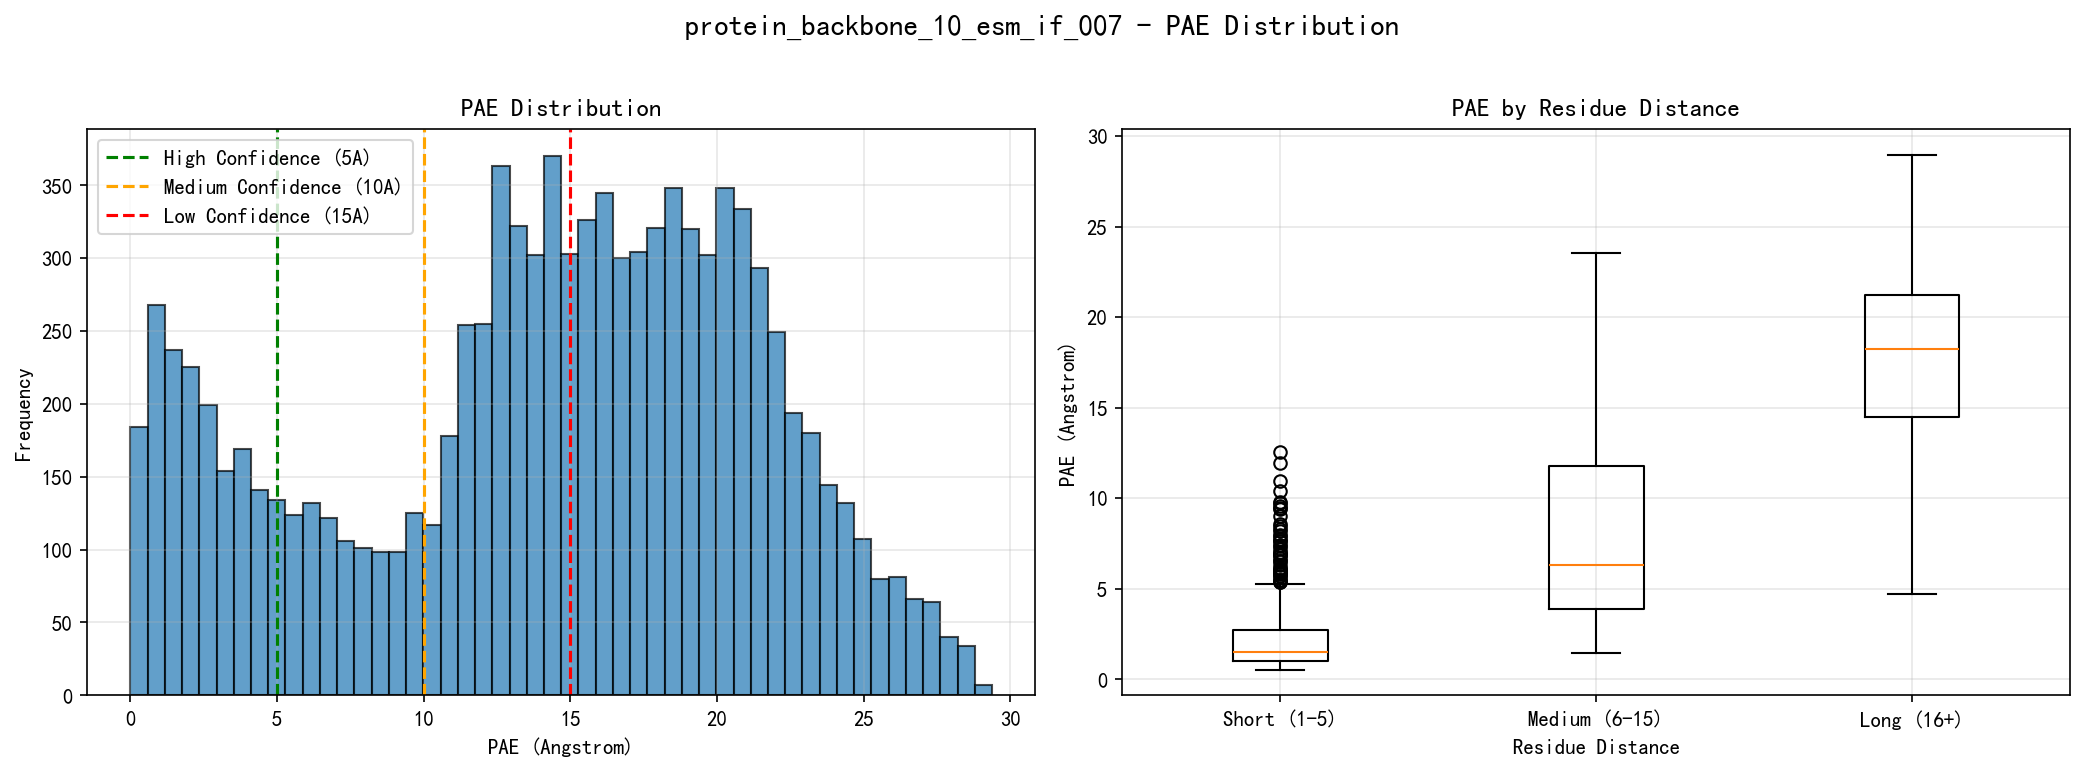 protein_backbone_10_esm_if_007 - PAE Distribution
PAE Distribution
High Confidence (5A)
Medium Confidence (10A)
Low Confidence (15A)
Frequency
350
300
250
200
150
100
50
0
0 5 10 15 20 25 30
PAE (Angstrom)
PAE by Residue Distance
PAE (Angstrom)
30
25
20
15
10
5
0
Short (1-5) Medium (6-15) Long (16+)
Residue Distance